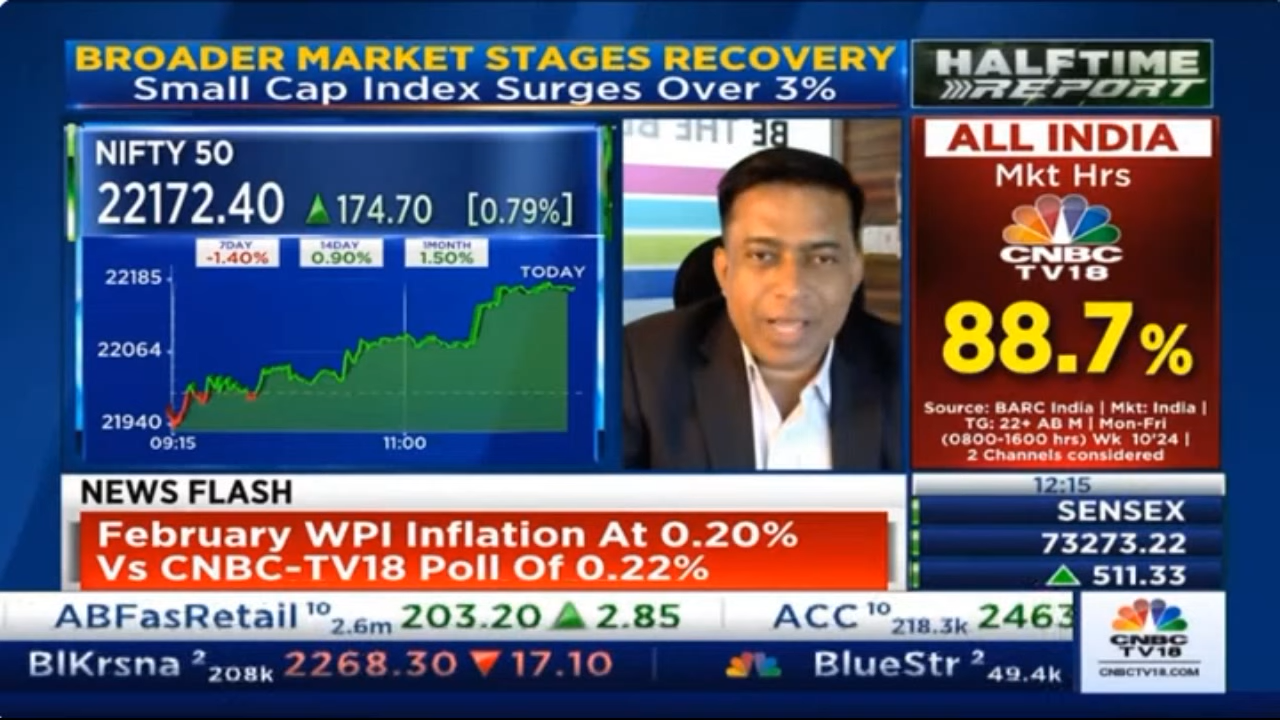 BROADER MARKET STAGES RECOVERY
Small Cap Index Surges Over 3%
HALFTIME
REPORT
NIFTY 50
22172.40 ▲ 174.70 [0.79%]
7DAY 14DAY 1MONTH
-1.40% 0.90% 1.50%
TODAY
22185
22064
21940
09:15 11:00
BE THE
ALL INDIA
Mkt Hrs
CNBC
TV18
88.7%
Source: BARC India | Mkt: India |
TG: 22+ AB M | Mon-Fri
(0800-1600 hrs) Wk 10'24 |
2 Channels considered
NEWS FLASH
February WPI Inflation At 0.20%
Vs CNBC-TV18 Poll Of 0.22%
12:15
SENSEX
73273.22
▲ 511.33
ABFasRetail 10 2.6m 203.20 ▲ 2.85 ACC 10 218.3k 2463
BlKrsna 2 208k 2268.30 ▼ 17.10 BlueStr 2 49.4k
CNBC
TV18
CNBCTV18.COM